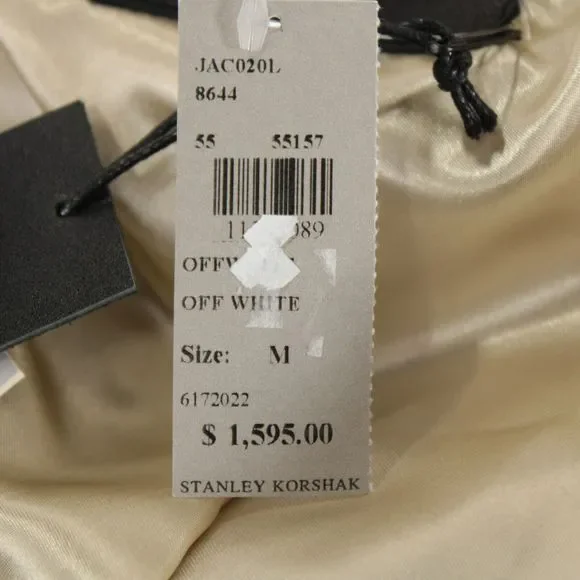 JAC020L
8644
55 55157
OFF WHITE
Size: M
6172022
$ 1,595.00
STANLEY KORSHAK